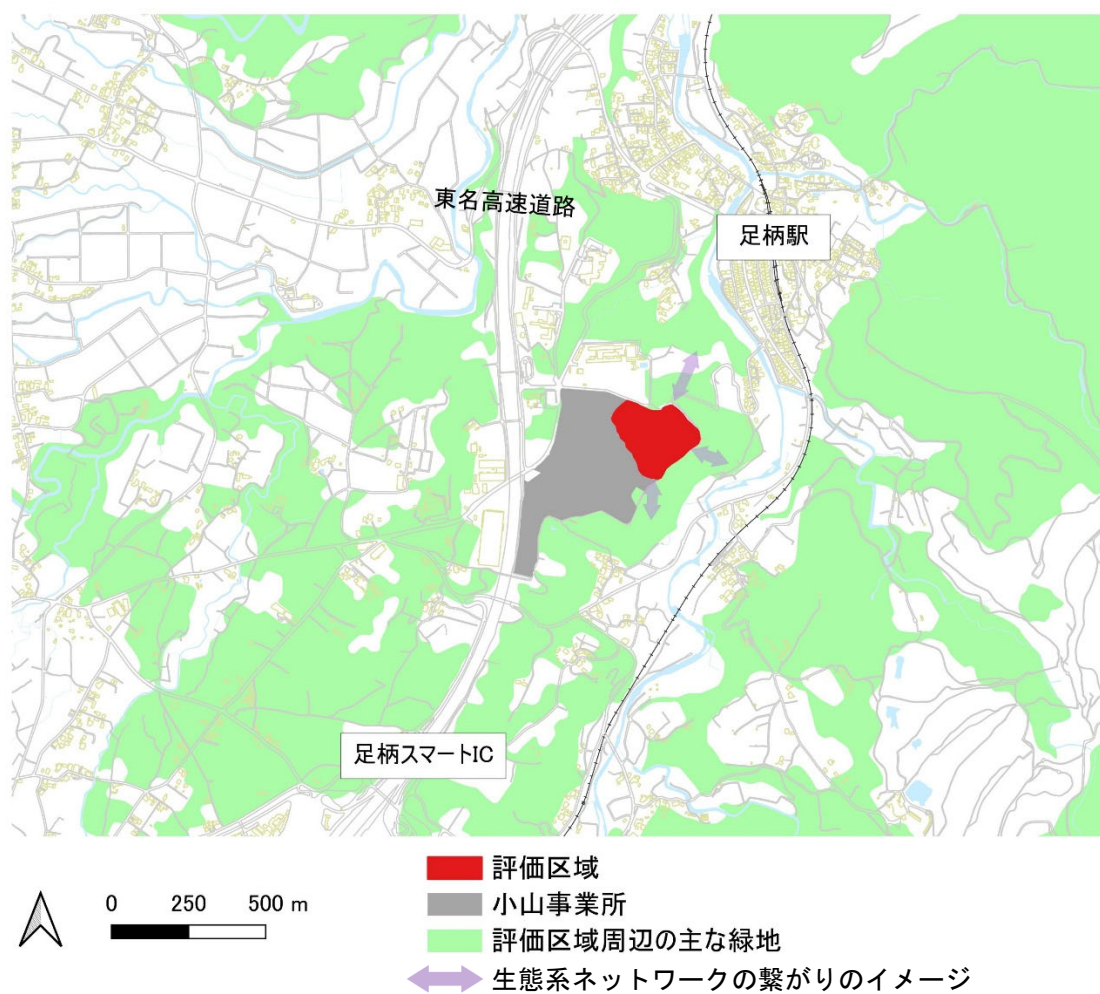 東名高速道路
足柄駅
足柄スマートIC
評価区域
0 250 500 m
小山事業所
評価区域周辺の主な緑地
生態系ネットワークの繋がりのイメージ